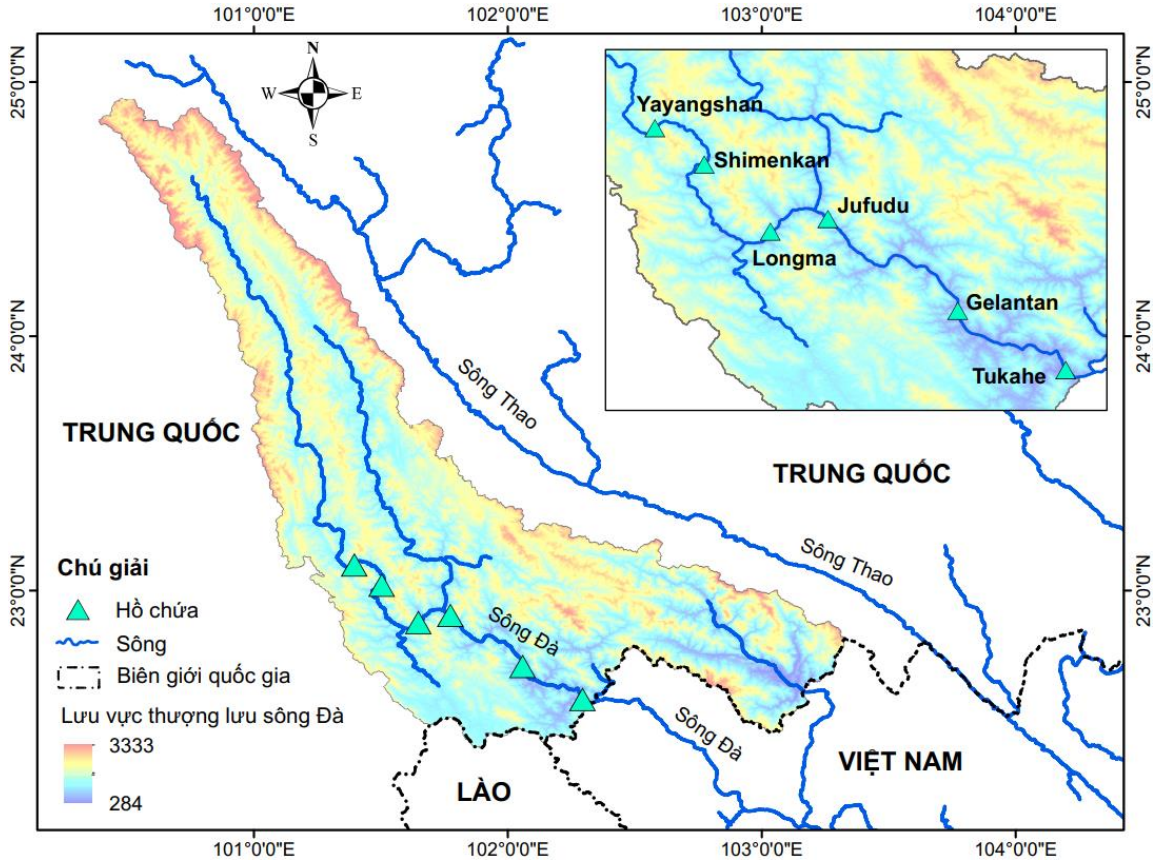 101°0'0"E
102°0'0"E
103°0'0"E
104°0'0"E
25°0'0"N
25°0'0"N
N
W
E
S
Yayangshan
Shimenkan
Jufudu
Longma
Gelantan
Tukahe
24°0'0"N
24°0'0"N
Sông Thao
TRUNG QUỐC
TRUNG QUỐC
Sông Thao
23°0'0"N
23°0'0"N
Chú giải
Hồ chứa
Sông
Biên giới quốc gia
Lưu vực thượng lưu sông Đà
3333
284
Sông Đà
Sông Đà
VIỆT NAM
LÀO
101°0'0"E
102°0'0"E
103°0'0"E
104°0'0"E